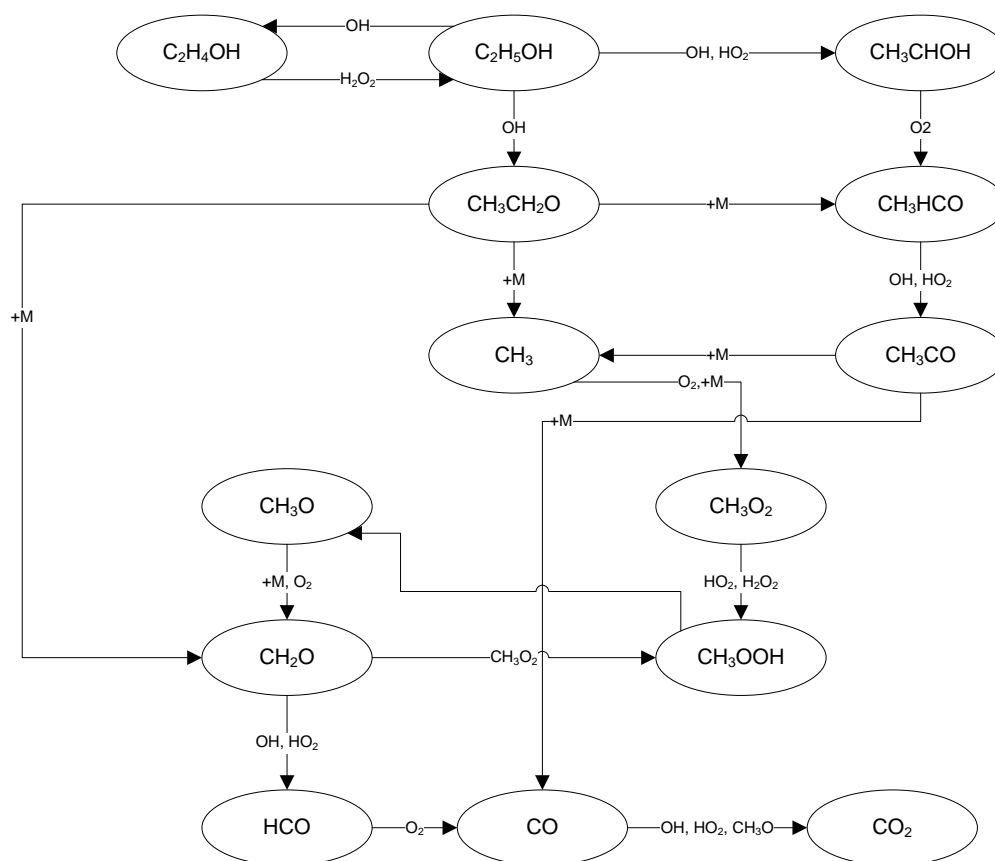 OH
C₂H₄OH
C₂H₅OH
OH, HO₂
CH₃CHOH
H₂O₂
OH
O2
CH₃CH₂O
+M
CH₃HCO
+M
OH, HO₂
+M
CH₃
+M
CH₃CO
O₂,+M
+M
CH₃O
CH₃O₂
+M, O₂
HO₂, H₂O₂
CH₂O
CH₃O₂
CH₃OOH
OH, HO₂
HCO
O₂
CO
OH, HO₂, CH₃O
CO₂